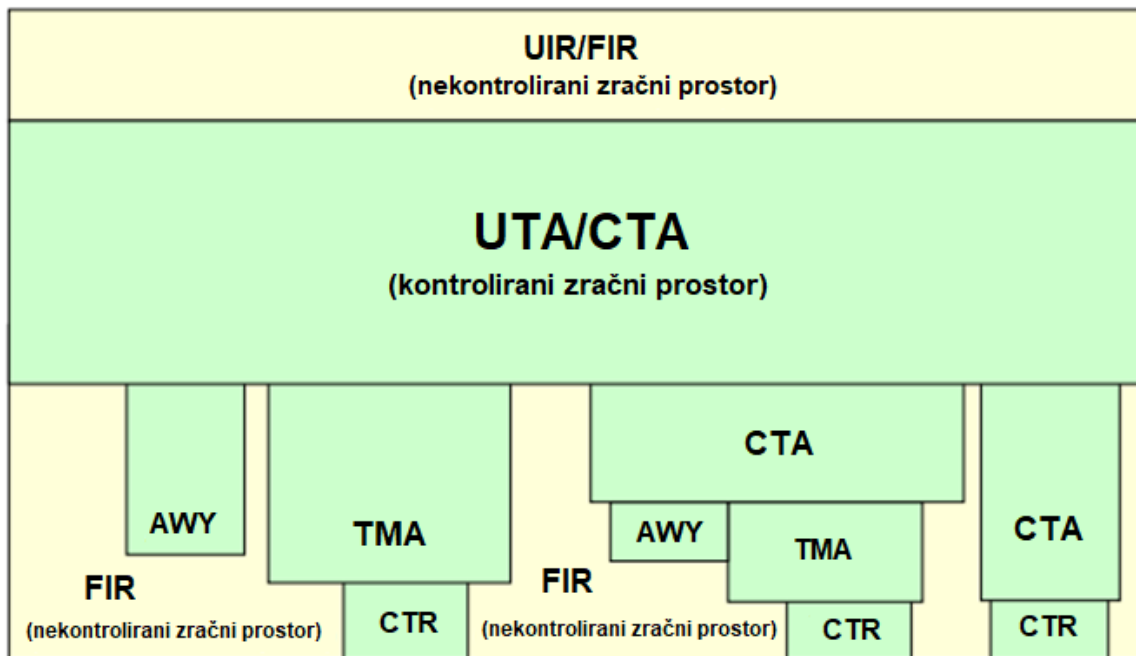 UIR/FIR
(nekontrolirani zračni prostor)
UTA/CTA
(kontrolirani zračni prostor)
CTA
AWY
TMA
AWY
TMA
CTA
FIR
(nekontrolirani zračni prostor)
CTR
FIR
(nekontrolirani zračni prostor)
CTR
CTR